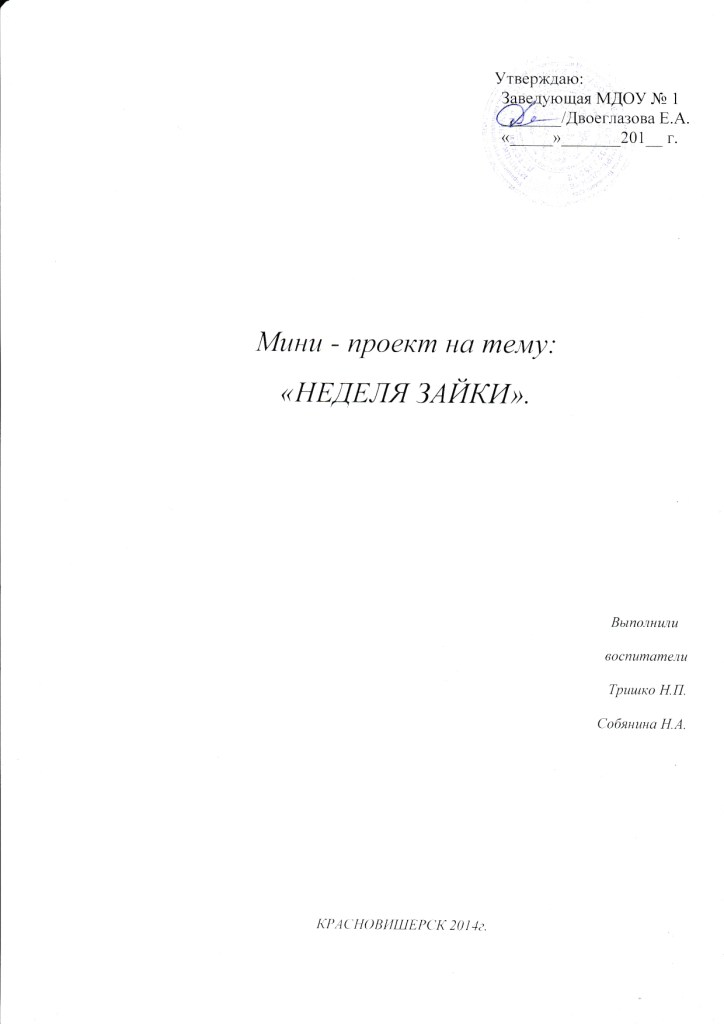 Утверждаю:
Заведующая МДОУ № 1
______/Двоеглазова Е.А.
«_____»_______201__ г.
Мини - проект на тему:
«НЕДЕЛЯ ЗАЙКИ».
Выполнили
воспитатели
Тришко Н.П.
Собянина Н.А.
КРАСНОВИШЕРСК 2014г.